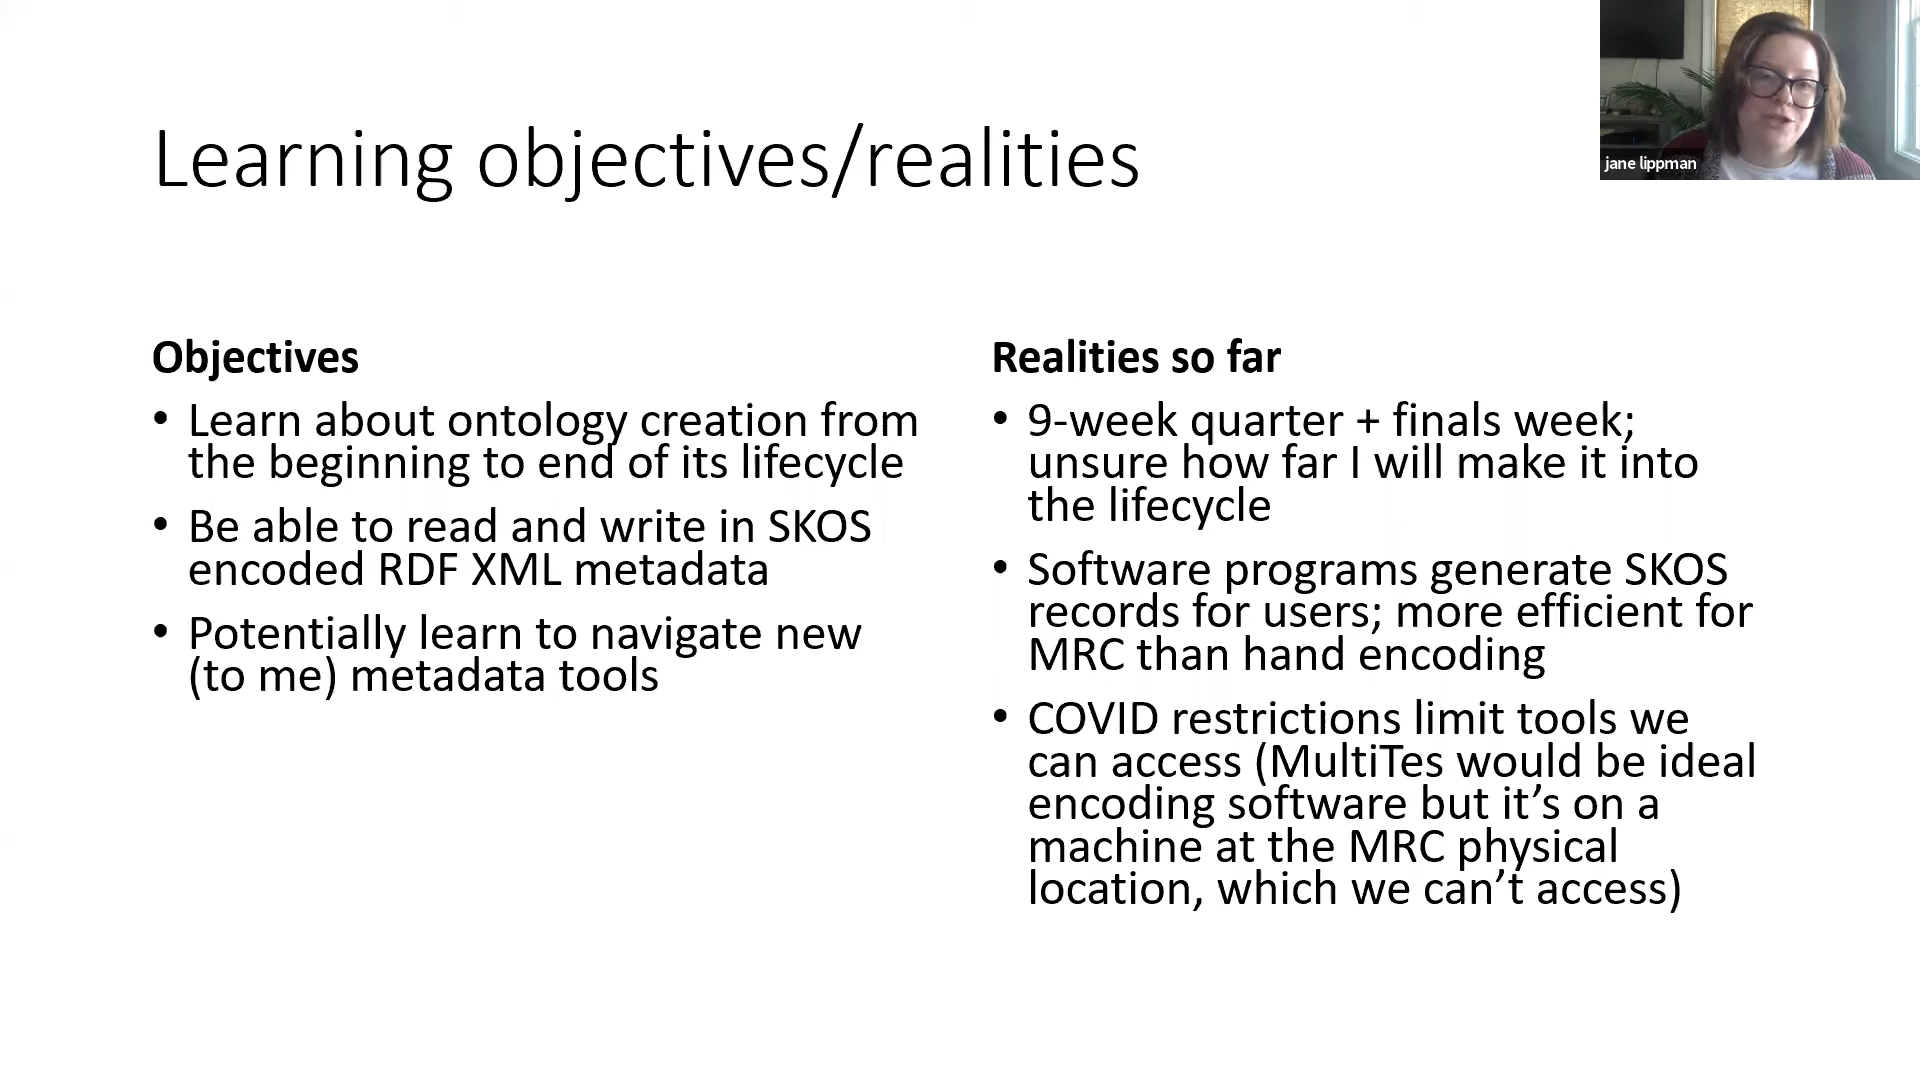 jane lippman
Learning objectives/realities
Objectives
• Learn about ontology creation from
the beginning to end of its lifecycle
• Be able to read and write in SKOS
encoded RDF XML metadata
• Potentially learn to navigate new
(to me) metadata tools
Realities so far
• 9-week quarter + finals week;
unsure how far I will make it into
the lifecycle
• Software programs generate SKOS
records for users; more efficient for
MRC than hand encoding
• COVID restrictions limit tools we
can access (MultiTes would be ideal
encoding software but it’s on a
machine at the MRC physical
location, which we can’t access)